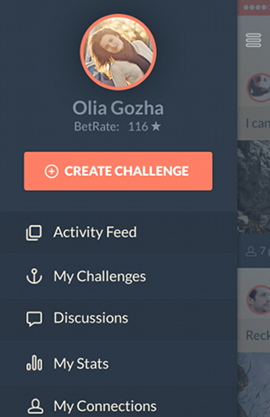 Olia Gozha
BetRate: 116 ★
CREATE CHALLENGE
Activity Feed
My Challenges
Discussions
My Stats
My Connections
I can
7
Reck